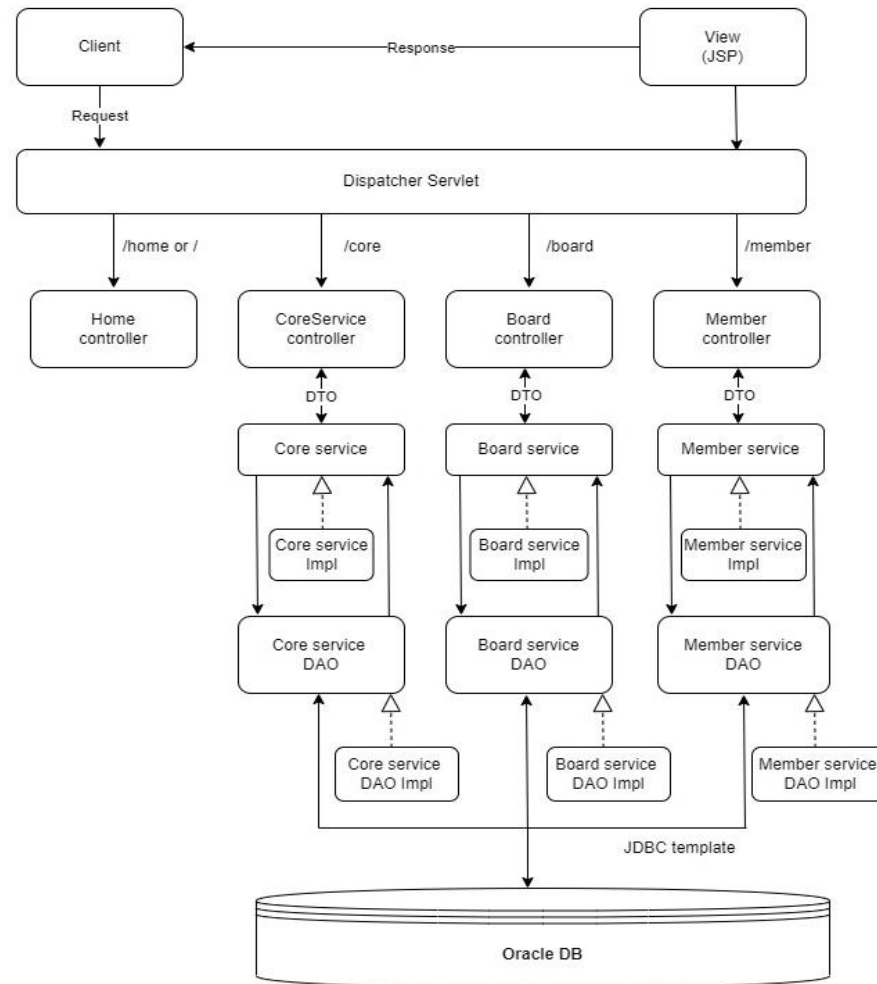 Client
Response
View
(JSP)
Request
Dispatcher Servlet
/home or /
/core
/board
/member
Home
controller
CoreService
controller
Board
controller
Member
controller
DTO
DTO
DTO
Core service
Board service
Member service
Core service
Impl
Board service
Impl
Member service
Impl
Core service
DAO
Board service
DAO
Member service
DAO
Core service
DAO Impl
Board service
DAO Impl
Member service
DAO Impl
JDBC template
Oracle DB